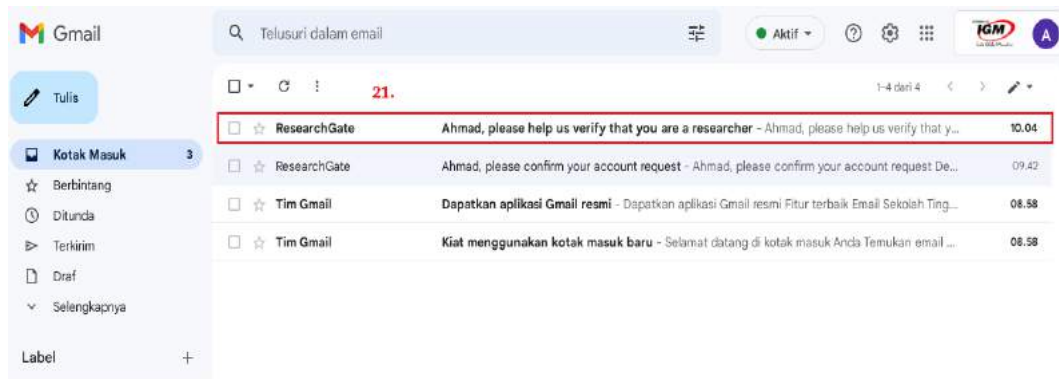 Gmail
Telusuri dalam email
Aktif
IGM
A
Tulis
21.
1-4 dari 4
ResearchGate Ahmad, please help us verify that you are a researcher - Ahmad, please help us verify that y... 10.04
Kotak Masuk 3
ResearchGate Ahmad, please confirm your account request - Ahmad, please confirm your account request De... 09.42
Berbintang
Tim Gmail Dapatkan aplikasi Gmail resmi - Dapatkan aplikasi Gmail resmi Fitur terbaik Email Sekolah Ting... 08.58
Ditunda
Tim Gmail Kiat menggunakan kotak masuk baru - Selamat datang di kotak masuk Anda Temukan email ... 08.58
Terkirim
Draf
Selengkapnya
Label